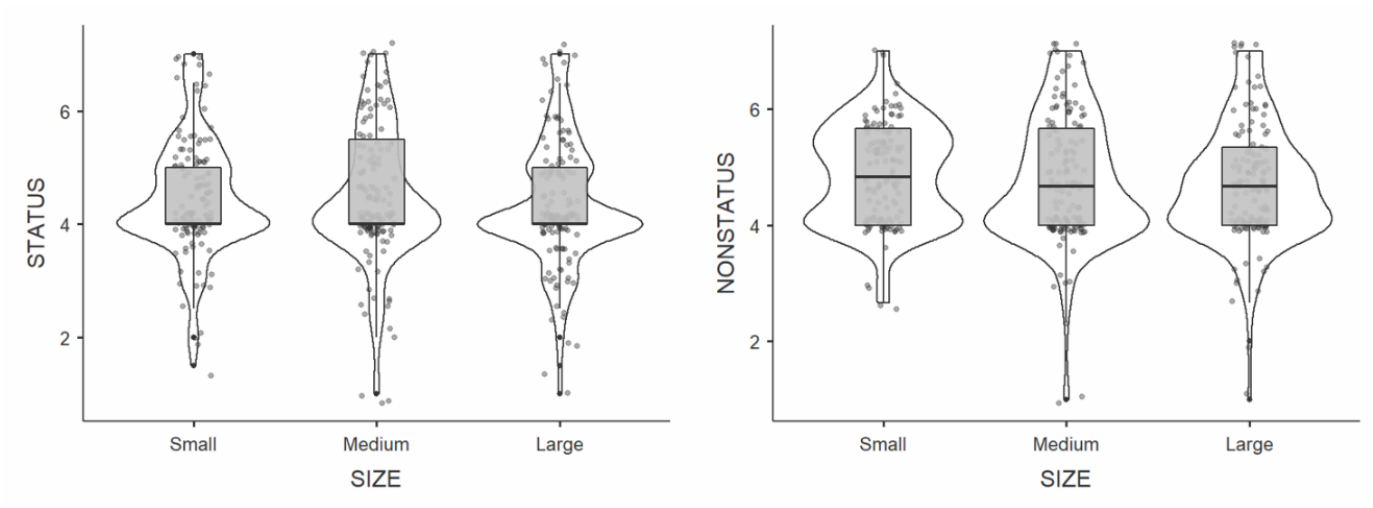 STATUS
6
4
2
Small Medium Large
SIZE
NONSTATUS
6
4
2
Small Medium Large
SIZE